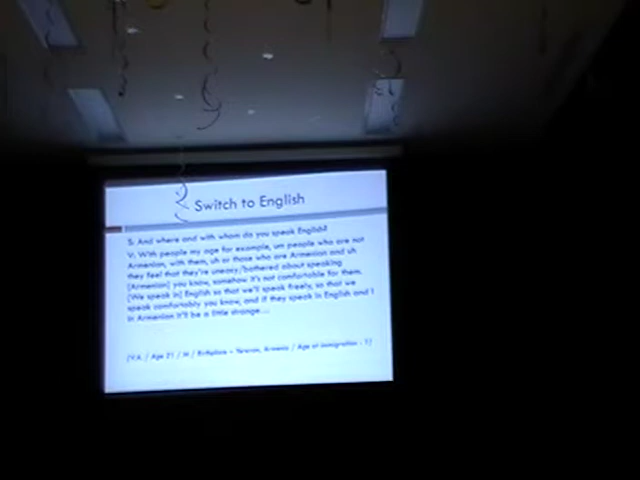 Switch to English
S: And where and with whom do you speak English?
V: With people my age for example, um people who are not
Armenian, with them, uh or those who are Armenian and uh
they feel that they're uneasy/bothered about speaking
[Armenian] you know, somehow it's not comfortable for them.
[We speak in] English so that we'll speak freely, so that we
speak comfortably you know, and if they speak in English and I
in Armenian it'll be a little strange...
[V.A. / Age 21 / M / Birthplace – Yerevan, Armenia / Age at immigration - 1]